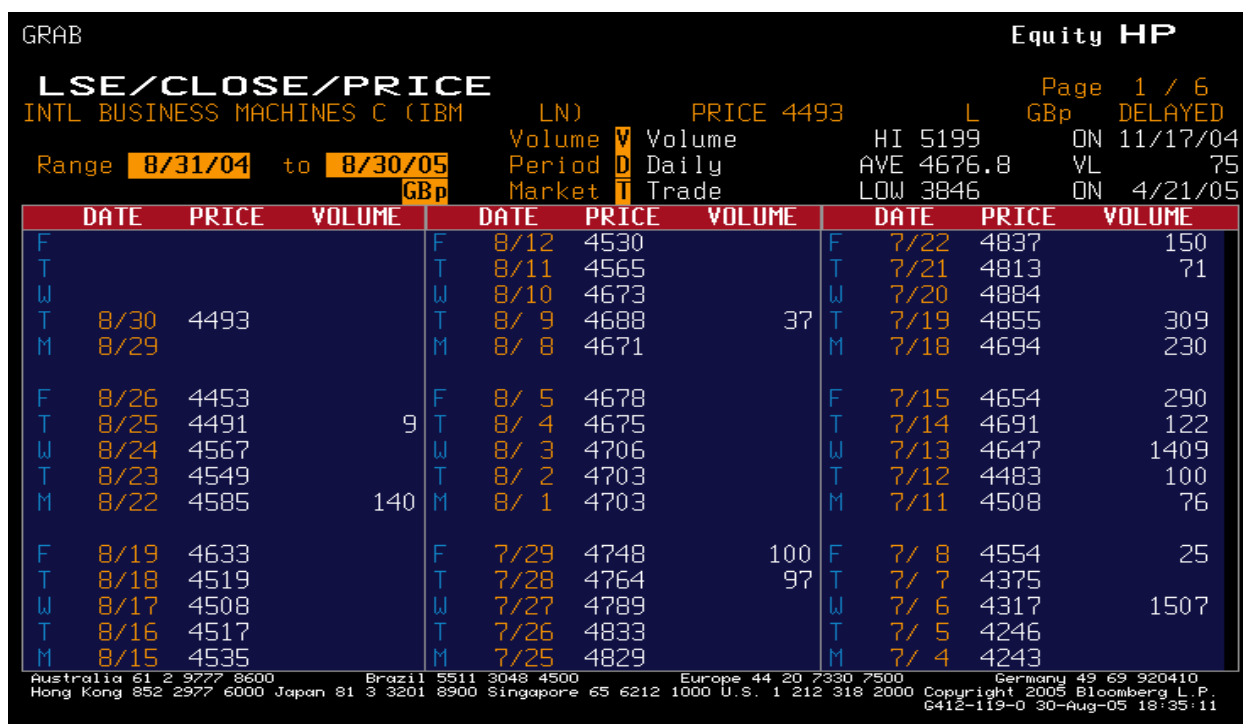 GRAB Equity HP
LSE/CLOSE/PRICE Page 1 / 6
INTL BUSINESS MACHINES C (IBM LN) PRICE 4493 L GBp DELAYED
Volume V Volume HI 5199 ON 11/17/04
Range 8/31/04 to 8/30/05 Period D Daily AVE 4676.8 VL 75
GBp Market T Trade LOW 3846 ON 4/21/05
DATE PRICE VOLUME DATE PRICE VOLUME DATE PRICE VOLUME
F F 8/12 4530 F 7/22 4837 150
T T 8/11 4565 T 7/21 4813 71
W W 8/10 4673 W 7/20 4884
T 8/30 4493 T 8/ 9 4688 37 T 7/19 4855 309
M 8/29 M 8/ 8 4671 M 7/18 4694 230
F 8/26 4453 F 8/ 5 4678 F 7/15 4654 290
T 8/25 4491 9 T 8/ 4 4675 T 7/14 4691 122
W 8/24 4567 W 8/ 3 4706 W 7/13 4647 1409
T 8/23 4549 T 8/ 2 4703 T 7/12 4483 100
M 8/22 4585 140 M 8/ 1 4703 M 7/11 4508 76
F 8/19 4633 F 7/29 4748 100 F 7/ 8 4554 25
T 8/18 4519 T 7/28 4764 97 T 7/ 7 4375
W 8/17 4508 W 7/27 4789 W 7/ 6 4317 1507
T 8/16 4517 T 7/26 4833 T 7/ 5 4246
M 8/15 4535 M 7/25 4829 M 7/ 4 4243
Australia 61 2 9777 8600 Brazil 5511 3048 4500 Europe 44 20 7330 7500 Germany 49 69 920410
Hong Kong 852 2977 6000 Japan 81 3 3201 8900 Singapore 65 6212 1000 U.S. 1 212 318 2000 Copyright 2005 Bloomberg L.P.
G412-119-0 30-Aug-05 18:35:11